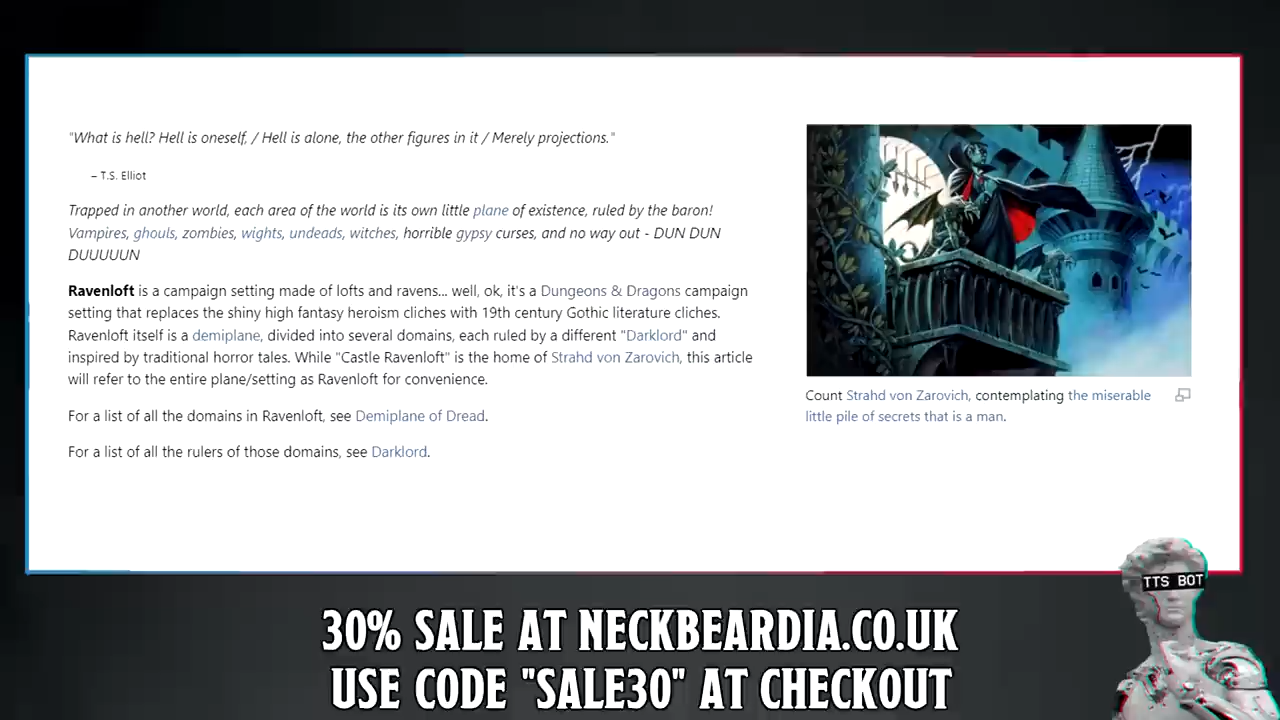 "What is hell? Hell is oneself, / Hell is alone, the other figures in it / Merely projections."
– T.S. Elliot
Trapped in another world, each area of the world is its own little plane of existence, ruled by the baron!
Vampires, ghouls, zombies, wights, undeads, witches, horrible gypsy curses, and no way out - DUN DUN
DUUUUUN
Ravenloft is a campaign setting made of lofts and ravens... well, ok, it's a Dungeons & Dragons campaign
setting that replaces the shiny high fantasy heroism cliches with 19th century Gothic literature cliches.
Ravenloft itself is a demiplane, divided into several domains, each ruled by a different "Darklord" and
inspired by traditional horror tales. While "Castle Ravenloft" is the home of Strahd von Zarovich, this article
will refer to the entire plane/setting as Ravenloft for convenience.
For a list of all the domains in Ravenloft, see Demiplane of Dread.
For a list of all the rulers of those domains, see Darklord.
Count Strahd von Zarovich, contemplating the miserable
little pile of secrets that is a man.
TTS BOT
30% SALE AT NECKBEARDIA.CO.UK
USE CODE "SALE30" AT CHECKOUT